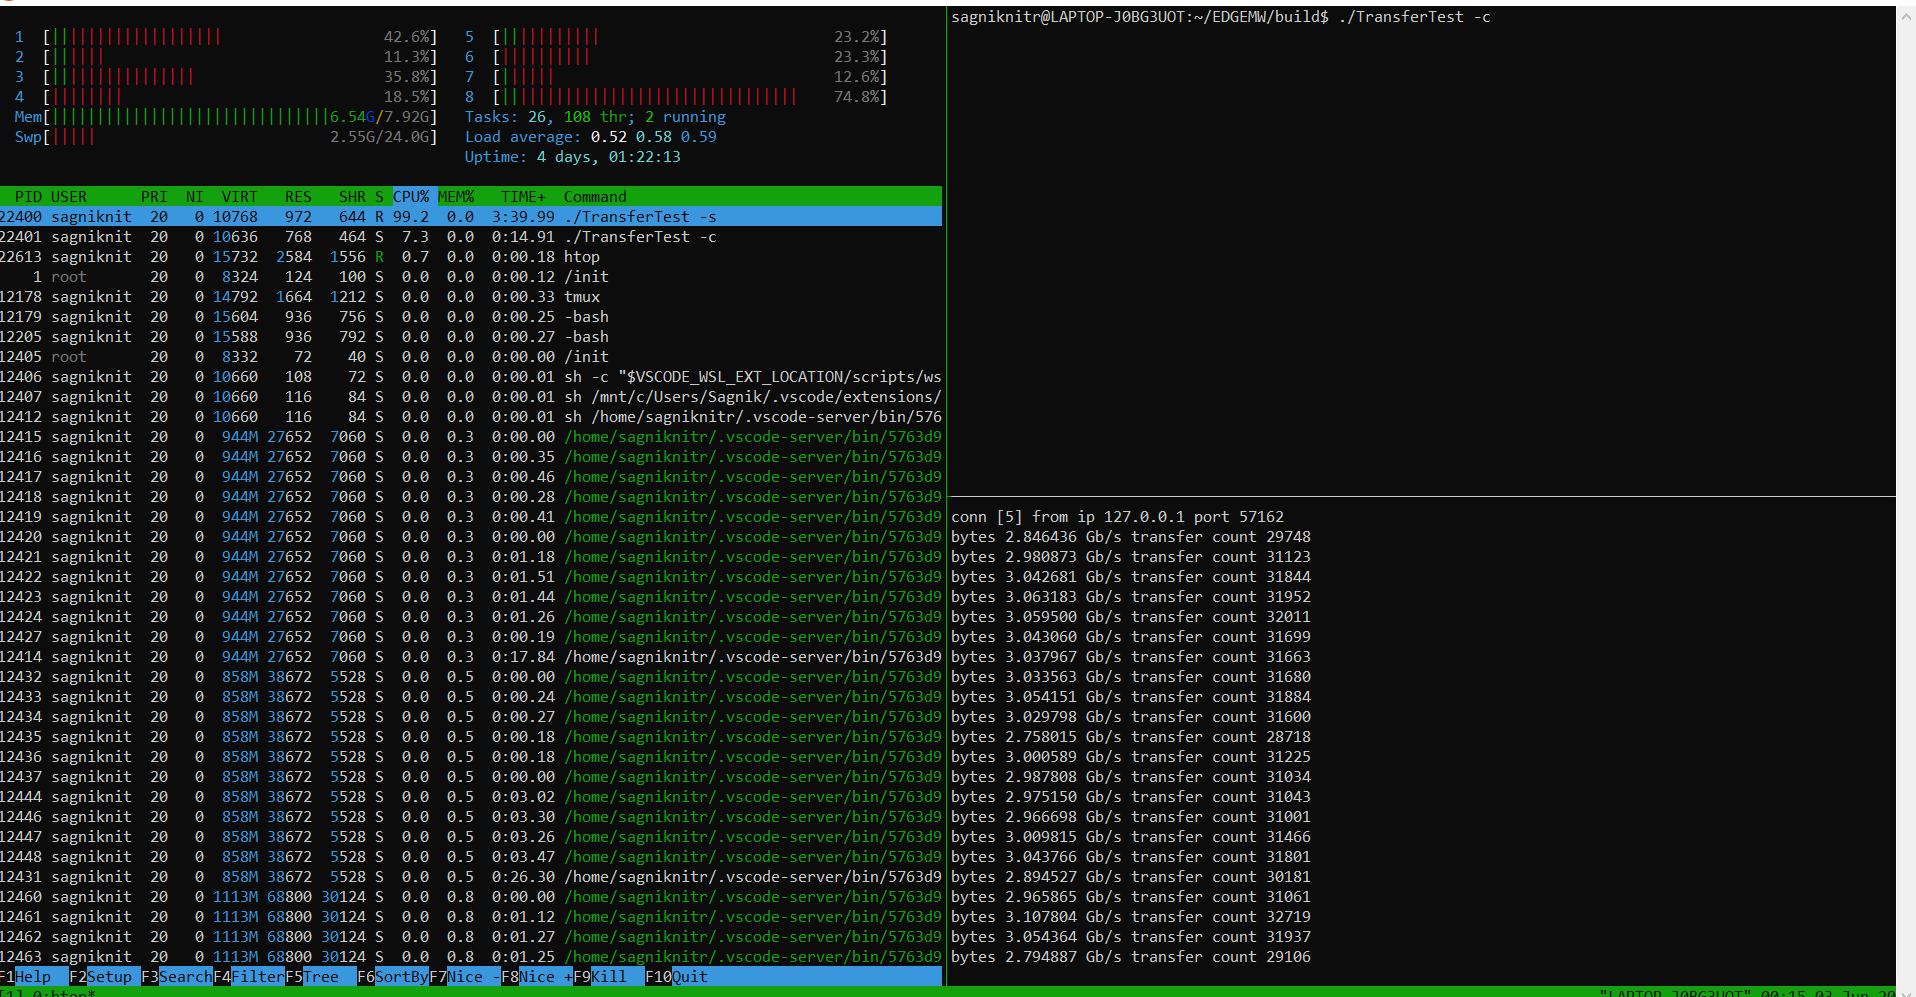 1 [||||||||||||||||||| 42.6%] 5 [||||||||||| 23.2%]
2 [|||||| 11.3%] 6 [|||||||||| 23.3%]
3 [|||||||||||||||| 35.8%] 7 [|||||| 12.6%]
4 [|||||||| 18.5%] 8 [||||||||||||||||||||||||||||||||| 74.8%]
Mem[|||||||||||||||||||||||||||||||6.54G/7.92G] Tasks: 26, 108 thr; 2 running
Swp[||||| 2.55G/24.0G] Load average: 0.52 0.58 0.59
Uptime: 4 days, 01:22:13
PID USER PRI NI VIRT RES SHR S CPU% MEM% TIME+ Command
22400 sagniknit 20 0 10768 972 644 R 99.2 0.0 3:39.99 ./TransferTest -s
22401 sagniknit 20 0 10636 768 464 S 7.3 0.0 0:14.91 ./TransferTest -c
22613 sagniknit 20 0 15732 2584 1556 R 0.7 0.0 0:00.18 htop
1 root 20 0 8324 124 100 S 0.0 0.0 0:00.12 /init
12178 sagniknit 20 0 14792 1664 1212 S 0.0 0.0 0:00.33 tmux
12179 sagniknit 20 0 15604 936 756 S 0.0 0.0 0:00.25 -bash
12205 sagniknit 20 0 15588 936 792 S 0.0 0.0 0:00.27 -bash
12405 root 20 0 8332 72 40 S 0.0 0.0 0:00.00 /init
12406 sagniknit 20 0 10660 108 72 S 0.0 0.0 0:00.01 sh -c "$VSCODE_WSL_EXT_LOCATION/scripts/ws
12407 sagniknit 20 0 10660 116 84 S 0.0 0.0 0:00.01 sh /mnt/c/Users/Sagnik/.vscode/extensions/
12412 sagniknit 20 0 10660 116 84 S 0.0 0.0 0:00.01 sh /home/sagniknitr/.vscode-server/bin/576
12415 sagniknit 20 0 944M 27652 7060 S 0.0 0.3 0:00.00 /home/sagniknitr/.vscode-server/bin/5763d9
12416 sagniknit 20 0 944M 27652 7060 S 0.0 0.3 0:00.35 /home/sagniknitr/.vscode-server/bin/5763d9
12417 sagniknit 20 0 944M 27652 7060 S 0.0 0.3 0:00.46 /home/sagniknitr/.vscode-server/bin/5763d9
12418 sagniknit 20 0 944M 27652 7060 S 0.0 0.3 0:00.28 /home/sagniknitr/.vscode-server/bin/5763d9
12419 sagniknit 20 0 944M 27652 7060 S 0.0 0.3 0:00.41 /home/sagniknitr/.vscode-server/bin/5763d9
12420 sagniknit 20 0 944M 27652 7060 S 0.0 0.3 0:00.00 /home/sagniknitr/.vscode-server/bin/5763d9
12421 sagniknit 20 0 944M 27652 7060 S 0.0 0.3 0:01.18 /home/sagniknitr/.vscode-server/bin/5763d9
12422 sagniknit 20 0 944M 27652 7060 S 0.0 0.3 0:01.51 /home/sagniknitr/.vscode-server/bin/5763d9
12423 sagniknit 20 0 944M 27652 7060 S 0.0 0.3 0:01.44 /home/sagniknitr/.vscode-server/bin/5763d9
12424 sagniknit 20 0 944M 27652 7060 S 0.0 0.3 0:01.26 /home/sagniknitr/.vscode-server/bin/5763d9
12427 sagniknit 20 0 944M 27652 7060 S 0.0 0.3 0:00.19 /home/sagniknitr/.vscode-server/bin/5763d9
12414 sagniknit 20 0 944M 27652 7060 S 0.0 0.3 0:17.84 /home/sagniknitr/.vscode-server/bin/5763d9
12432 sagniknit 20 0 858M 38672 5528 S 0.0 0.5 0:00.00 /home/sagniknitr/.vscode-server/bin/5763d9
12433 sagniknit 20 0 858M 38672 5528 S 0.0 0.5 0:00.24 /home/sagniknitr/.vscode-server/bin/5763d9
12434 sagniknit 20 0 858M 38672 5528 S 0.0 0.5 0:00.27 /home/sagniknitr/.vscode-server/bin/5763d9
12435 sagniknit 20 0 858M 38672 5528 S 0.0 0.5 0:00.18 /home/sagniknitr/.vscode-server/bin/5763d9
12436 sagniknit 20 0 858M 38672 5528 S 0.0 0.5 0:00.18 /home/sagniknitr/.vscode-server/bin/5763d9
12437 sagniknit 20 0 858M 38672 5528 S 0.0 0.5 0:00.00 /home/sagniknitr/.vscode-server/bin/5763d9
12444 sagniknit 20 0 858M 38672 5528 S 0.0 0.5 0:03.02 /home/sagniknitr/.vscode-server/bin/5763d9
12446 sagniknit 20 0 858M 38672 5528 S 0.0 0.5 0:03.30 /home/sagniknitr/.vscode-server/bin/5763d9
12447 sagniknit 20 0 858M 38672 5528 S 0.0 0.5 0:03.26 /home/sagniknitr/.vscode-server/bin/5763d9
12448 sagniknit 20 0 858M 38672 5528 S 0.0 0.5 0:03.47 /home/sagniknitr/.vscode-server/bin/5763d9
12431 sagniknit 20 0 858M 38672 5528 S 0.0 0.5 0:26.30 /home/sagniknitr/.vscode-server/bin/5763d9
12460 sagniknit 20 0 1113M 68800 30124 S 0.0 0.8 0:00.00 /home/sagniknitr/.vscode-server/bin/5763d9
12461 sagniknit 20 0 1113M 68800 30124 S 0.0 0.8 0:01.12 /home/sagniknitr/.vscode-server/bin/5763d9
12462 sagniknit 20 0 1113M 68800 30124 S 0.0 0.8 0:01.27 /home/sagniknitr/.vscode-server/bin/5763d9
12463 sagniknit 20 0 1113M 68800 30124 S 0.0 0.8 0:01.25 /home/sagniknitr/.vscode-server/bin/5763d9
F1Help F2Setup F3SearchF4FilterF5Tree F6SortByF7Nice -F8Nice +F9Kill F10Quit
sagniknitr@LAPTOP-J0BG3UOT:~/EDGEMW/build$ ./TransferTest -c
conn [5] from ip 127.0.0.1 port 57162
bytes 2.846436 Gb/s transfer count 29748
bytes 2.980873 Gb/s transfer count 31123
bytes 3.042681 Gb/s transfer count 31844
bytes 3.063183 Gb/s transfer count 31952
bytes 3.059500 Gb/s transfer count 32011
bytes 3.043060 Gb/s transfer count 31699
bytes 3.037967 Gb/s transfer count 31663
bytes 3.033563 Gb/s transfer count 31680
bytes 3.054151 Gb/s transfer count 31884
bytes 3.029798 Gb/s transfer count 31600
bytes 2.758015 Gb/s transfer count 28718
bytes 3.000589 Gb/s transfer count 31225
bytes 2.987808 Gb/s transfer count 31034
bytes 2.975150 Gb/s transfer count 31043
bytes 2.966698 Gb/s transfer count 31001
bytes 3.009815 Gb/s transfer count 31466
bytes 3.043766 Gb/s transfer count 31801
bytes 2.894527 Gb/s transfer count 30181
bytes 2.965865 Gb/s transfer count 31061
bytes 3.107804 Gb/s transfer count 32719
bytes 3.054364 Gb/s transfer count 31937
bytes 2.794887 Gb/s transfer count 29106
[1] 0:htop* "LAPTOP-J0BG3UOT" 00:15 03-Jun-20